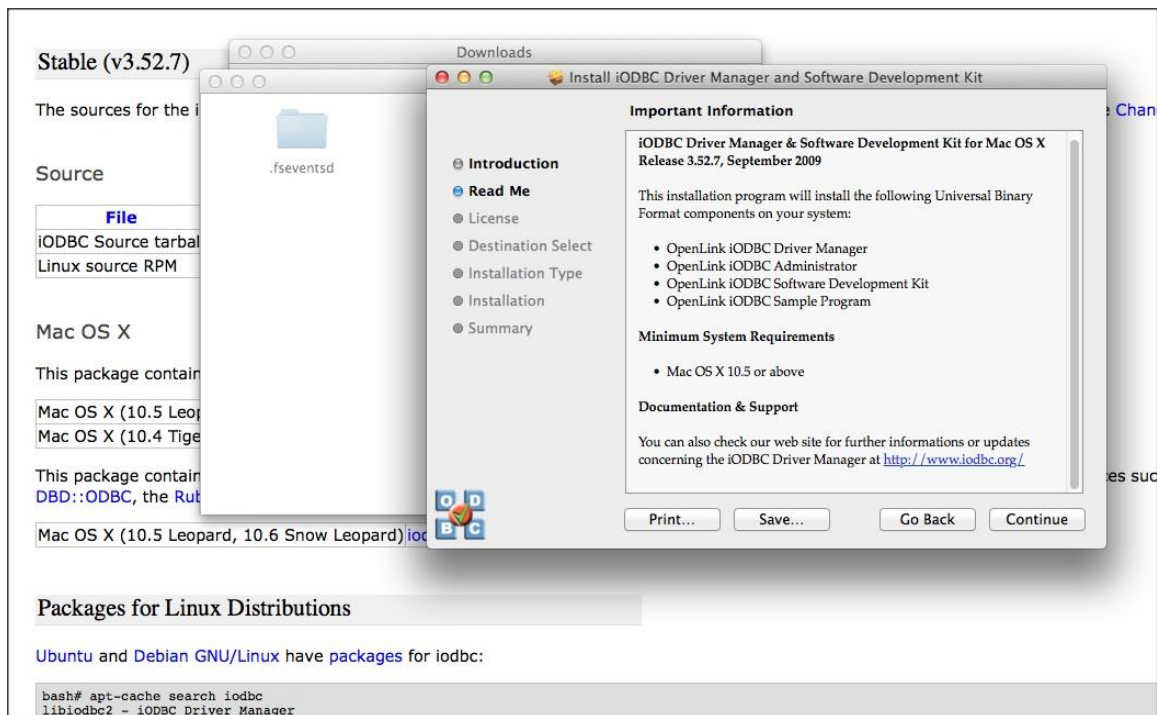 Stable (v3.52.7)
Downloads
Install iODBC Driver Manager and Software Development Kit
The sources for the i
Chan
.fseventsd
Source
File
iODBC Source tarbal
Linux source RPM
Mac OS X
This package contain
Mac OS X (10.5 Leop
Mac OS X (10.4 Tige
This package contain
es suc
DBD::ODBC, the Rub
Mac OS X (10.5 Leopard, 10.6 Snow Leopard) iod
Introduction
Read Me
License
Destination Select
Installation Type
Installation
Summary
O D
B C
Important Information
iODBC Driver Manager & Software Development Kit for Mac OS X
Release 3.52.7, September 2009
This installation program will install the following Universal Binary
Format components on your system:
• OpenLink iODBC Driver Manager
• OpenLink iODBC Administrator
• OpenLink iODBC Software Development Kit
• OpenLink iODBC Sample Program
Minimum System Requirements
• Mac OS X 10.5 or above
Documentation & Support
You can also check our web site for further informations or updates
concerning the iODBC Driver Manager at http://www.iodbc.org/
Print... Save... Go Back Continue
Packages for Linux Distributions
Ubuntu and Debian GNU/Linux have packages for iodbc:
bash# apt-cache search iodbc
libiodbc2 - iODBC Driver Manager